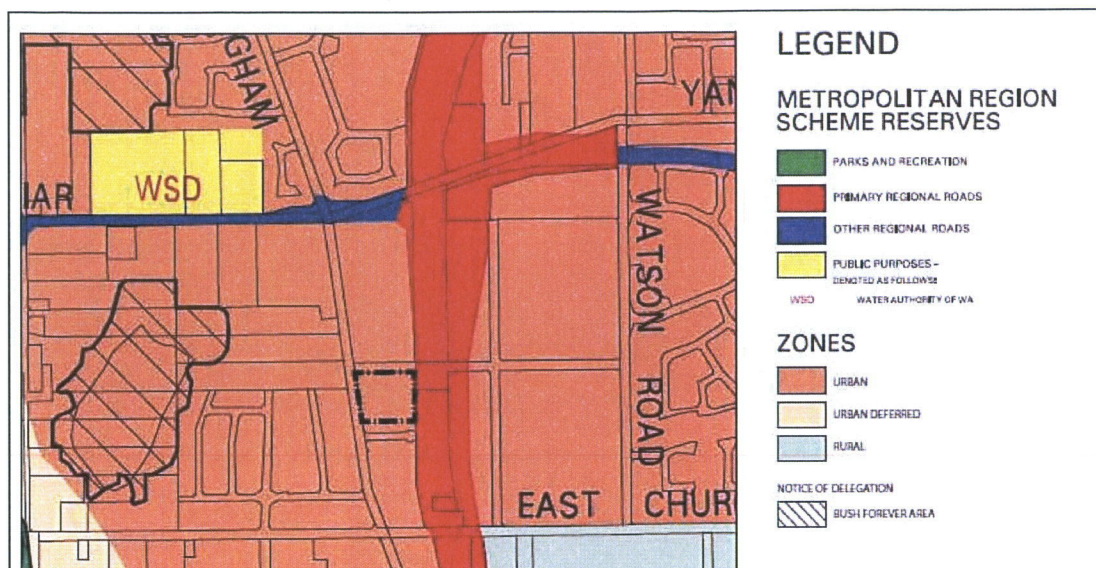 GHAM
YAN
IAR
WSD
WATSON ROAD
EAST CHUR
LEGEND
METROPOLITAN REGION
SCHEME RESERVES
PARKS AND RECREATION
PRIMARY REGIONAL ROADS
OTHER REGIONAL ROADS
PUBLIC PURPOSES -
DENOTED AS FOLLOWS:
WSD WATER AUTHORITY OF WA
ZONES
URBAN
URBAN DEFERRED
RURAL
NOTICE OF DELEGATION
BUSH FOREVER AREA